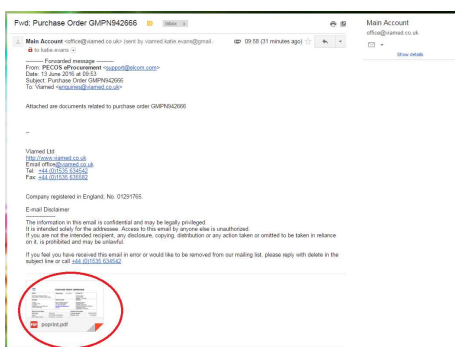 Fwd: Purchase Order GMPN942666
Inbox x
Main Account <office@viamed.co.uk> (sent by viamed.katie.evans@gmail.
09:58 (31 minutes ago)
to katie.evans
---------- Forwarded message ----------
From: PECOS eProcurement <support@elcom.com>
Date: 13 June 2016 at 09:53
Subject: Purchase Order GMPN942666
To: Viamed <enquiries@viamed.co.uk>
Attached are documents related to purchase order GMPN942666
--
Viamed Ltd
http://www.viamed.co.uk
Email office@viamed.co.uk
Tel: +44 (0)1535 634542
Fax: +44 (0)1535 635582
Company registered in England, No. 01291765.
E-mail Disclaimer
----------------
The information in this email is confidential and may be legally privileged.
It is intended solely for the addressee. Access to this email by anyone else is unauthorized.
If you are not the intended recipient, any disclosure, copying, distribution or any action taken or omitted to be taken in reliance
on it, is prohibited and may be unlawful.
If you feel you have received this email in error or would like to be removed from our mailing list, please reply with delete in the
subject line or call +44 (0)1535 634542
PDF poprint.pdf
Main Account
office@viamed.co.uk
Show details